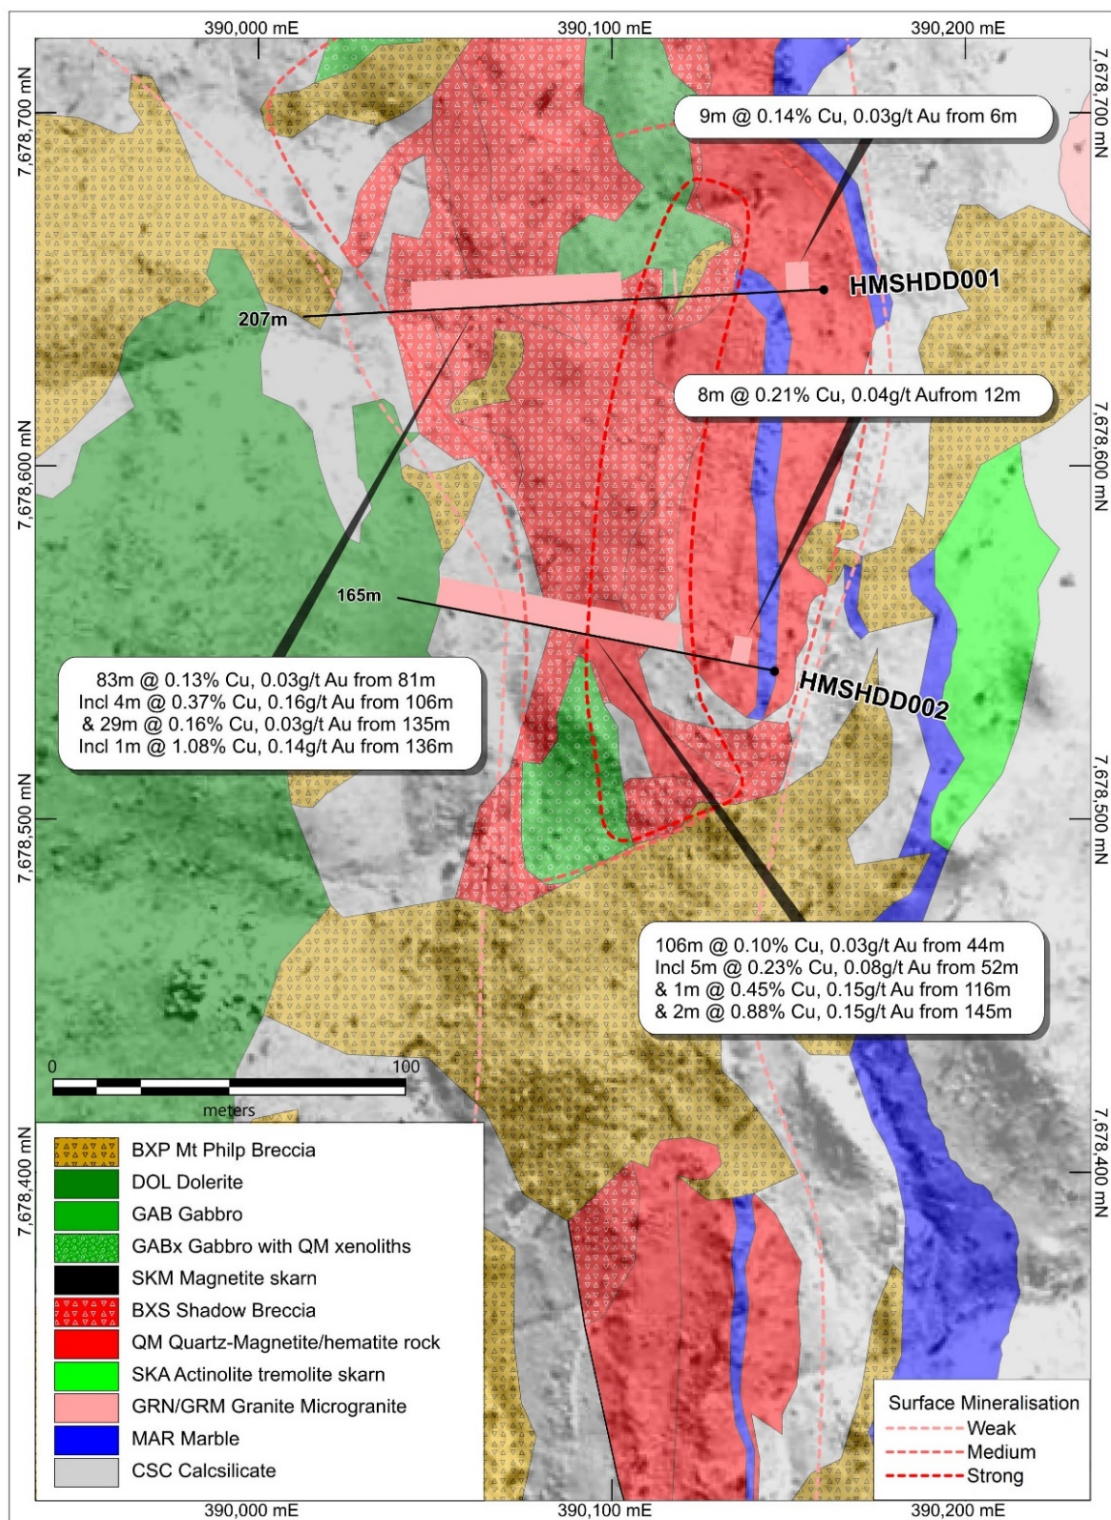 390,000 mE
390,100 mE
390,200 mE
7,678,700 mN
7,678,700 mN
9m @ 0.14% Cu, 0.03g/t Au from 6m
HMSHDD001
207m
8m @ 0.21% Cu, 0.04g/t Aufrom 12m
7,678,600 mN
7,678,600 mN
165m
HMSHDD002
83m @ 0.13% Cu, 0.03g/t Au from 81m
Incl 4m @ 0.37% Cu, 0.16g/t Au from 106m
& 29m @ 0.16% Cu, 0.03g/t Au from 135m
Incl 1m @ 1.08% Cu, 0.14g/t Au from 136m
7,678,500 mN
7,678,500 mN
106m @ 0.10% Cu, 0.03g/t Au from 44m
Incl 5m @ 0.23% Cu, 0.08g/t Au from 52m
& 1m @ 0.45% Cu, 0.15g/t Au from 116m
& 2m @ 0.88% Cu, 0.15g/t Au from 145m
0
100
meters
7,678,400 mN
7,678,400 mN
BXP Mt Philp Breccia
DOL Dolerite
GAB Gabbro
GABx Gabbro with QM xenoliths
SKM Magnetite skarn
BXS Shadow Breccia
QM Quartz-Magnetite/hematite rock
SKA Actinolite tremolite skarn
GRN/GRM Granite Microgranite
MAR Marble
CSC Calcsilicate
Surface Mineralisation
Weak
Medium
Strong
390,000 mE
390,100 mE
390,200 mE